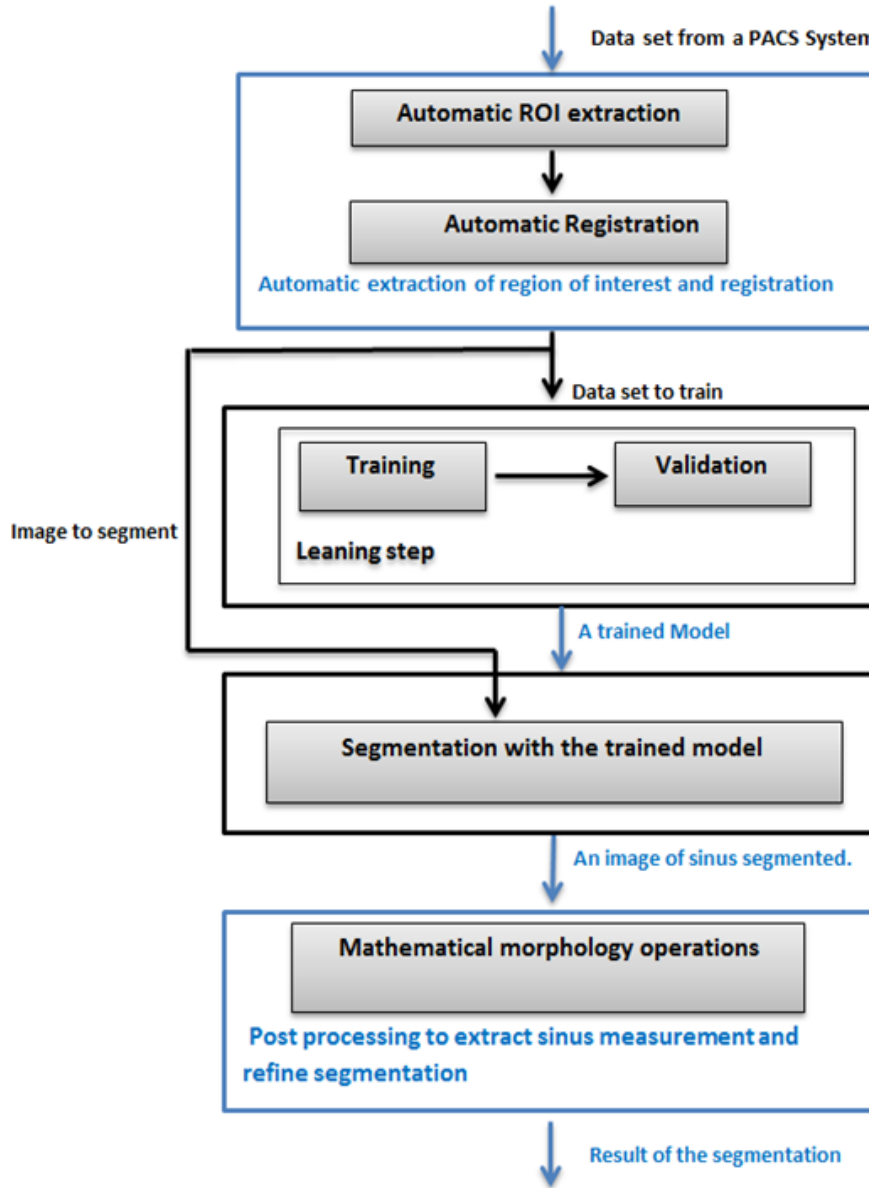 Data set from a PACS System
Automatic ROI extraction
Automatic Registration
Automatic extraction of region of interest and registration
Data set to train
Training
Validation
Image to segment
Leaning step
A trained Model
Segmentation with the trained model
An image of sinus segmented.
Mathematical morphology operations
Post processing to extract sinus measurement and
refine segmentation
Result of the segmentation